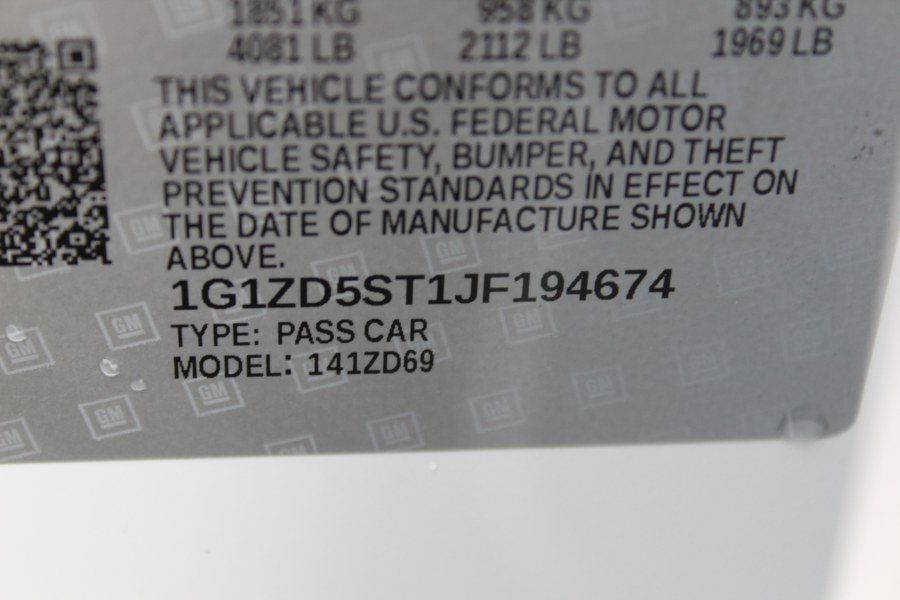 1851 KG 958 KG 893 KG
4081 LB 2112 LB 1969 LB
THIS VEHICLE CONFORMS TO ALL
APPLICABLE U.S. FEDERAL MOTOR
VEHICLE SAFETY, BUMPER, AND THEFT
PREVENTION STANDARDS IN EFFECT ON
THE DATE OF MANUFACTURE SHOWN
ABOVE.
1G1ZD5ST1JF194674
TYPE: PASS CAR
MODEL: 141ZD69
GM